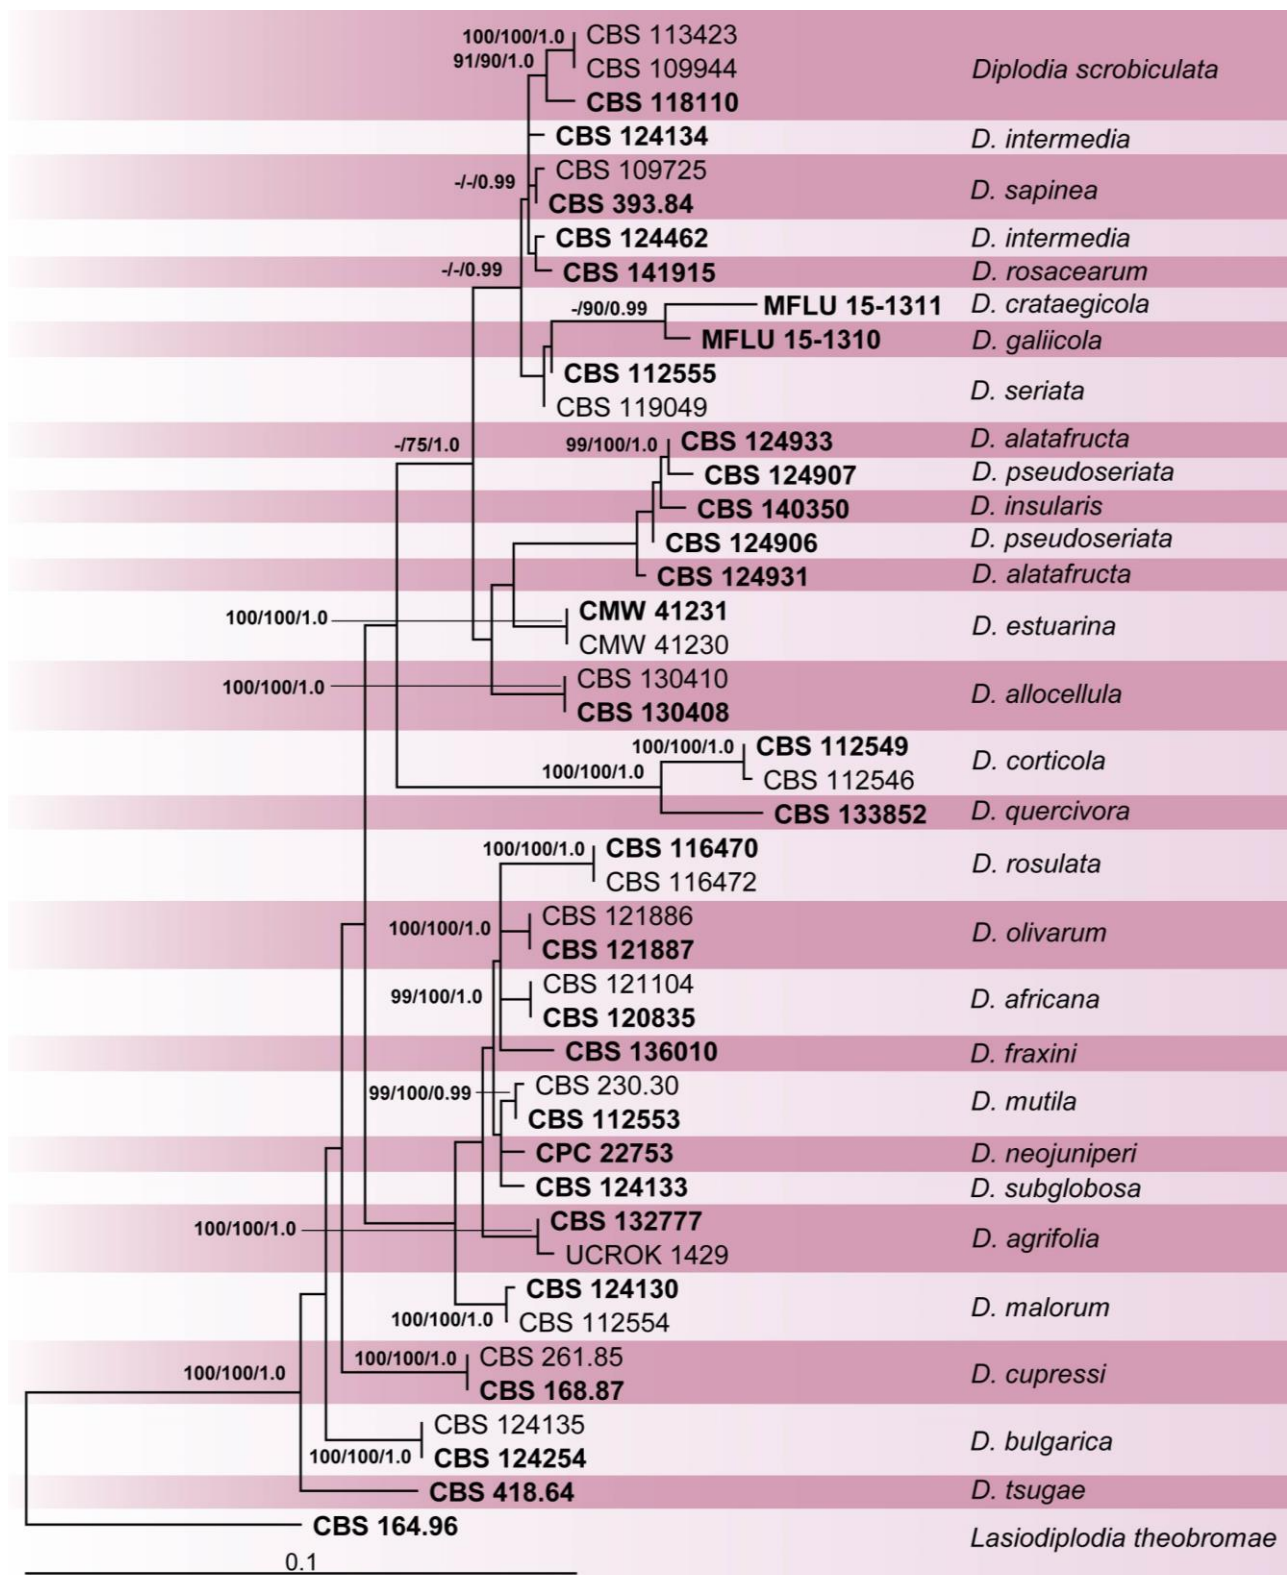 100/100/1.0 CBS 113423
91/90/1.0 CBS 109944 Diplodia scrobiculata
CBS 118110
CBS 124134 D. intermedia
CBS 109725
-/-/0.99 D. sapinea
CBS 393.84
CBS 124462 D. intermedia
-/-/0.99 CBS 141915 D. rosacearum
-/90/0.99 MFLU 15-1311 D. crataegicola
MFLU 15-1310 D. galiicola
CBS 112555 D. seriata
CBS 119049
-/75/1.0 99/100/1.0 CBS 124933 D. alatafructa
CBS 124907 D. pseudoseriata
CBS 140350 D. insularis
CBS 124906 D. pseudoseriata
CBS 124931 D. alatafructa
CMW 41231
100/100/1.0 D. estuarina
CMW 41230
CBS 130410
100/100/1.0 D. allocellula
CBS 130408
100/100/1.0 CBS 112549
100/100/1.0 CBS 112546 D. corticola
CBS 133852 D. quercivora
100/100/1.0 CBS 116470 D. rosulata
CBS 116472
CBS 121886
100/100/1.0 D. olivarum
CBS 121887
CBS 121104
99/100/1.0 D. africana
CBS 120835
CBS 136010 D. fraxini
CBS 230.30
99/100/0.99 D. mutila
CBS 112553
CPC 22753 D. neojuniperi
CBS 124133 D. subglobosa
CBS 132777
100/100/1.0 D. agrifolia
UCROK 1429
CBS 124130
D. malorum
100/100/1.0 CBS 112554
100/100/1.0 CBS 261.85
100/100/1.0 D. cupressi
CBS 168.87
CBS 124135
D. bulgarica
100/100/1.0 CBS 124254
CBS 418.64 D. tsugae
CBS 164.96 Lasiodiplodia theobromae
0.1